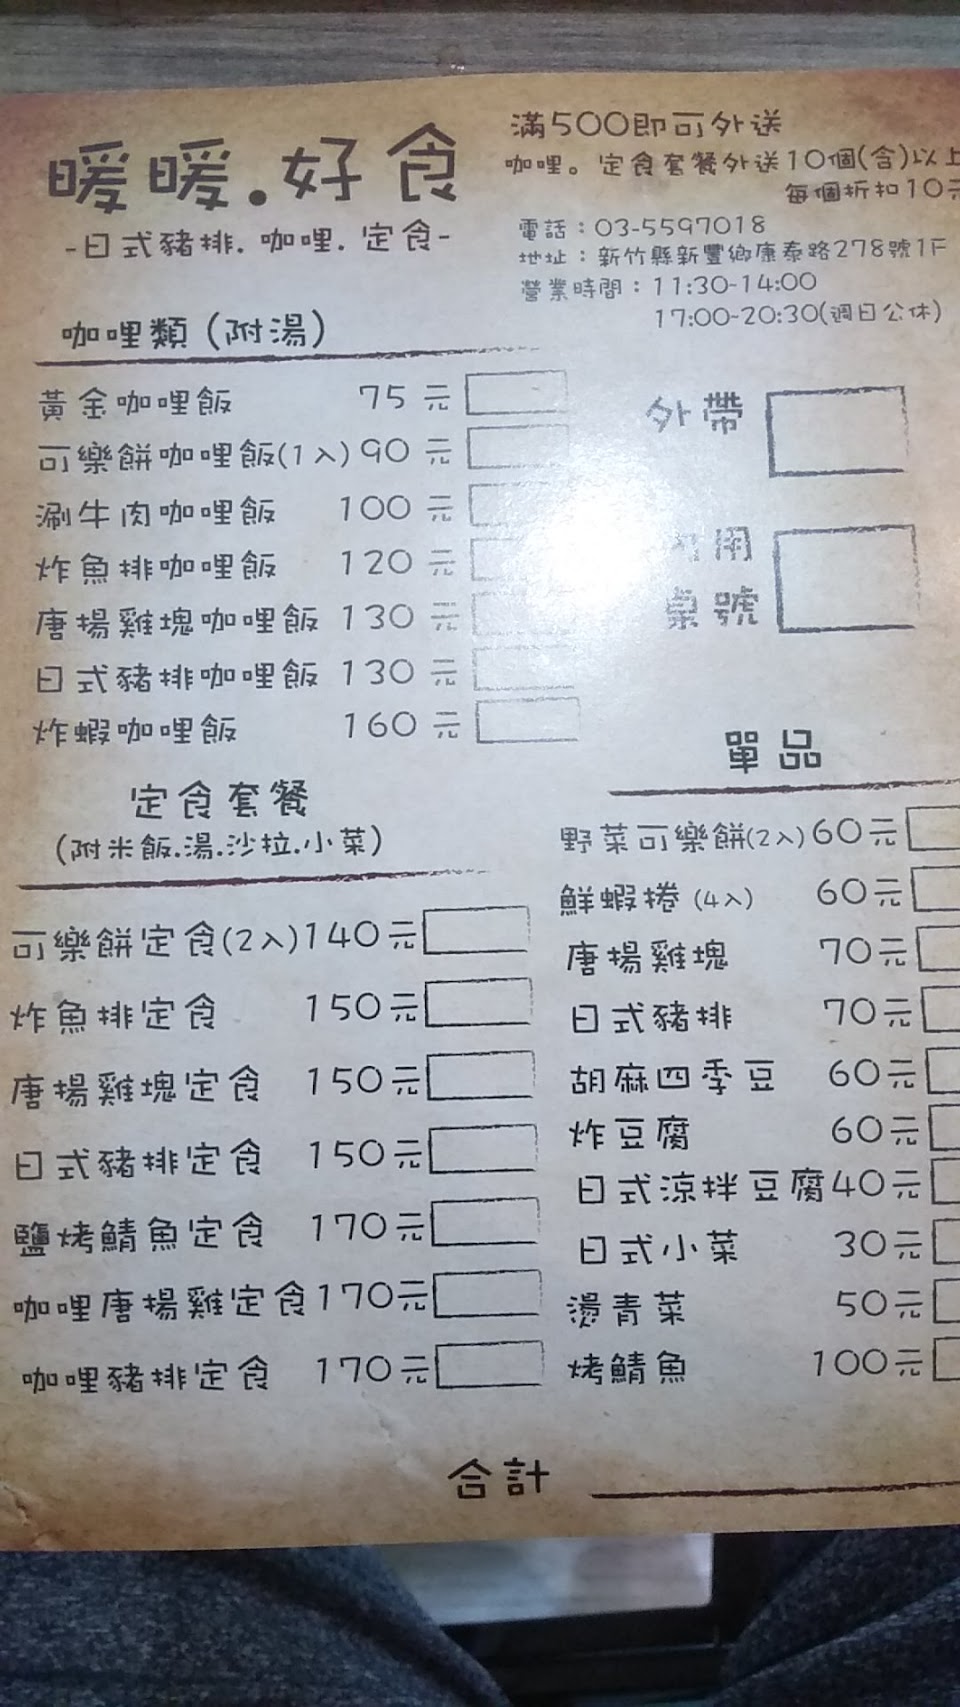 暖暖.好食
-日式豬排.咖哩.定食-
滿500即可外送
咖哩。定食套餐外送10個(含)以上
每個折扣10元
電話：03-5597018
地址：新竹縣新豐鄉康泰路278號1F
營業時間：11:30-14:00
17:00~20:30(週日公休)
咖哩類(附湯)
黃金咖哩飯 75元
可樂餅咖哩飯(1入) 90元
涮牛肉咖哩飯 100元
炸魚排咖哩飯 120元
唐揚雞塊咖哩飯 130元
日式豬排咖哩飯 130元
炸蝦咖哩飯 160元
外帶
內用
桌號
定食套餐
(附米飯.湯.沙拉.小菜)
可樂餅定食(2入) 140元
炸魚排定食 150元
唐揚雞塊定食 150元
日式豬排定食 150元
鹽烤鯖魚定食 170元
咖哩唐揚雞定食 170元
咖哩豬排定食 170元
單品
野菜可樂餅(2入) 60元
鮮蝦捲(4入) 60元
唐揚雞塊 70元
日式豬排 70元
胡麻四季豆 60元
炸豆腐 60元
日式涼拌豆腐 40元
日式小菜 30元
燙青菜 50元
烤鯖魚 100元
合計